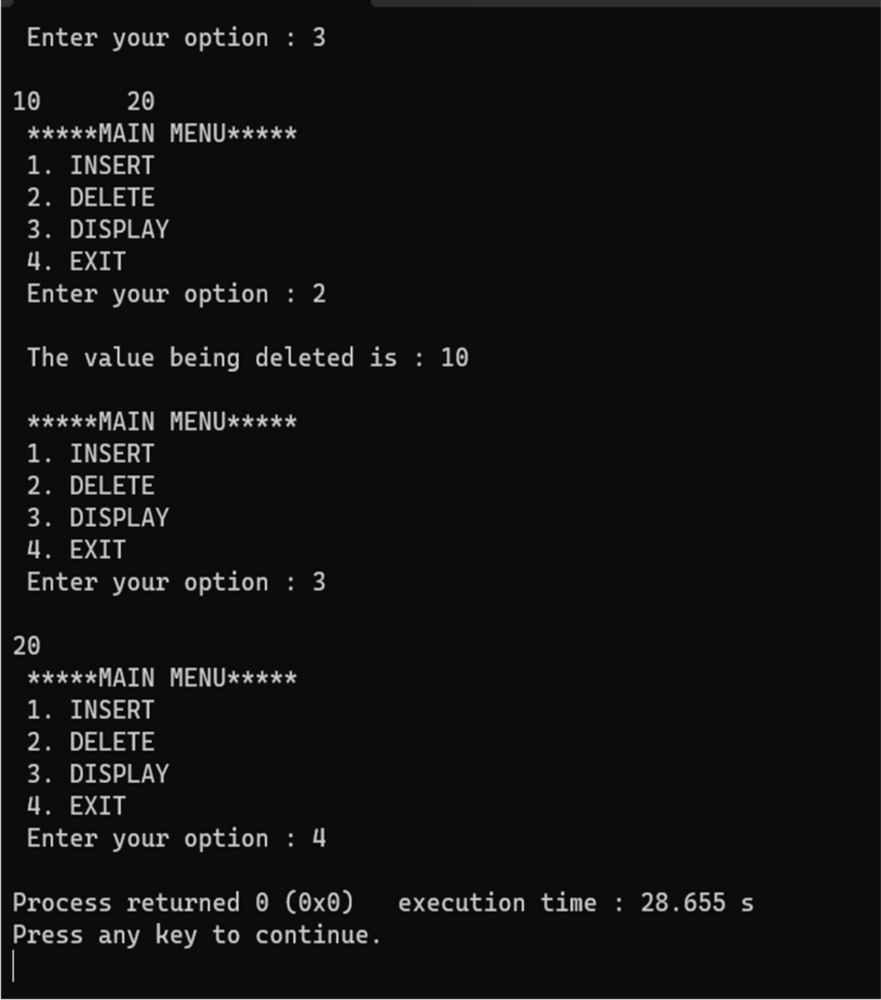 Enter your option : 3
10      20
*****MAIN MENU*****
1. INSERT
2. DELETE
3. DISPLAY
4. EXIT
Enter your option : 2
The value being deleted is : 10
*****MAIN MENU*****
1. INSERT
2. DELETE
3. DISPLAY
4. EXIT
Enter your option : 3
20
*****MAIN MENU*****
1. INSERT
2. DELETE
3. DISPLAY
4. EXIT
Enter your option : 4
Process returned 0 (0x0)   execution time : 28.655 s
Press any key to continue.